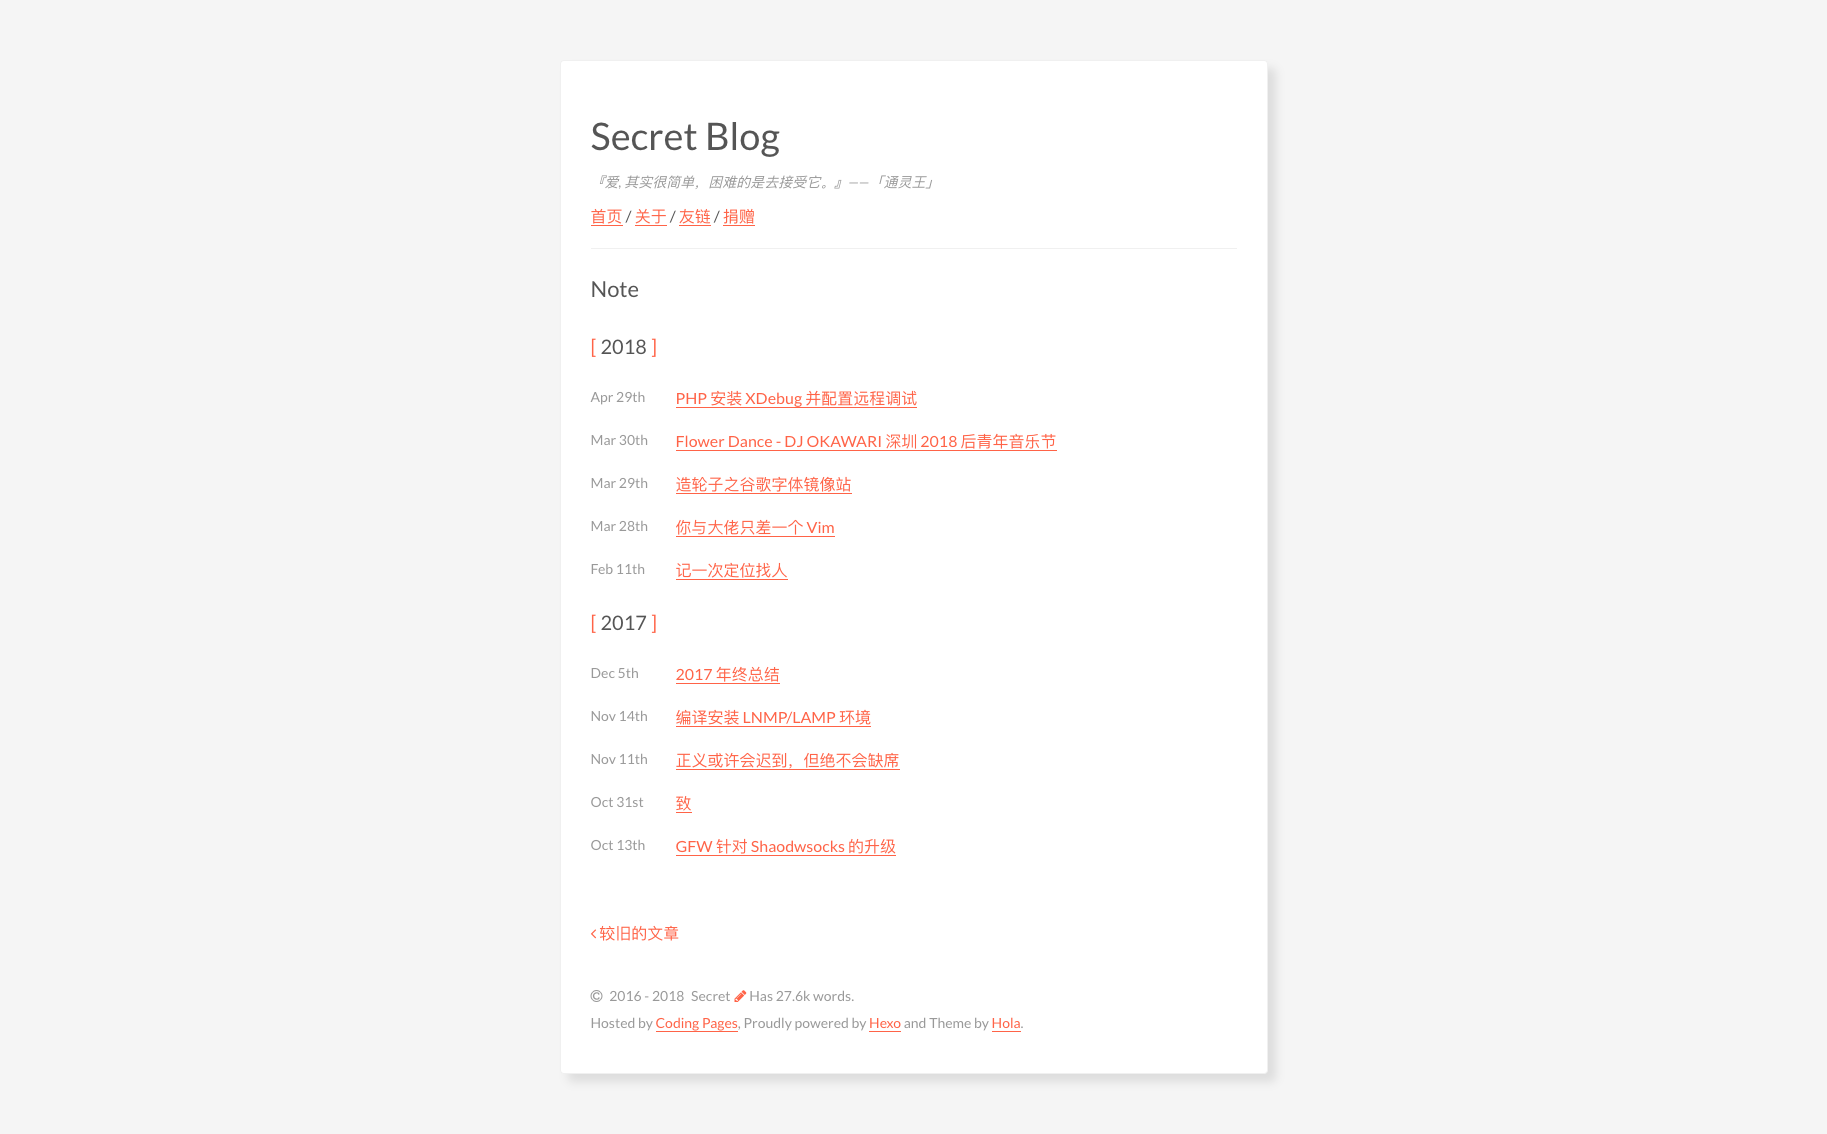 Secret Blog
『爱, 其实很简单，困难的是去接受它。』——「通灵王」
首页 / 关于 / 友链 / 捐赠
Note
[ 2018 ]
Apr 29th PHP 安装 XDebug 并配置远程调试
Mar 30th Flower Dance - DJ OKAWARI 深圳 2018 后青年音乐节
Mar 29th 造轮子之谷歌字体镜像站
Mar 28th 你与大佬只差一个 Vim
Feb 11th 记一次定位找人
[ 2017 ]
Dec 5th 2017 年终总结
Nov 14th 编译安装 LNMP/LAMP 环境
Nov 11th 正义或许会迟到，但绝不会缺席
Oct 31st 致
Oct 13th GFW 针对 Shaodwsocks 的升级
‹ 较旧的文章
© 2016 - 2018 Secret Has 27.6k words.
Hosted by Coding Pages, Proudly powered by Hexo and Theme by Hola.